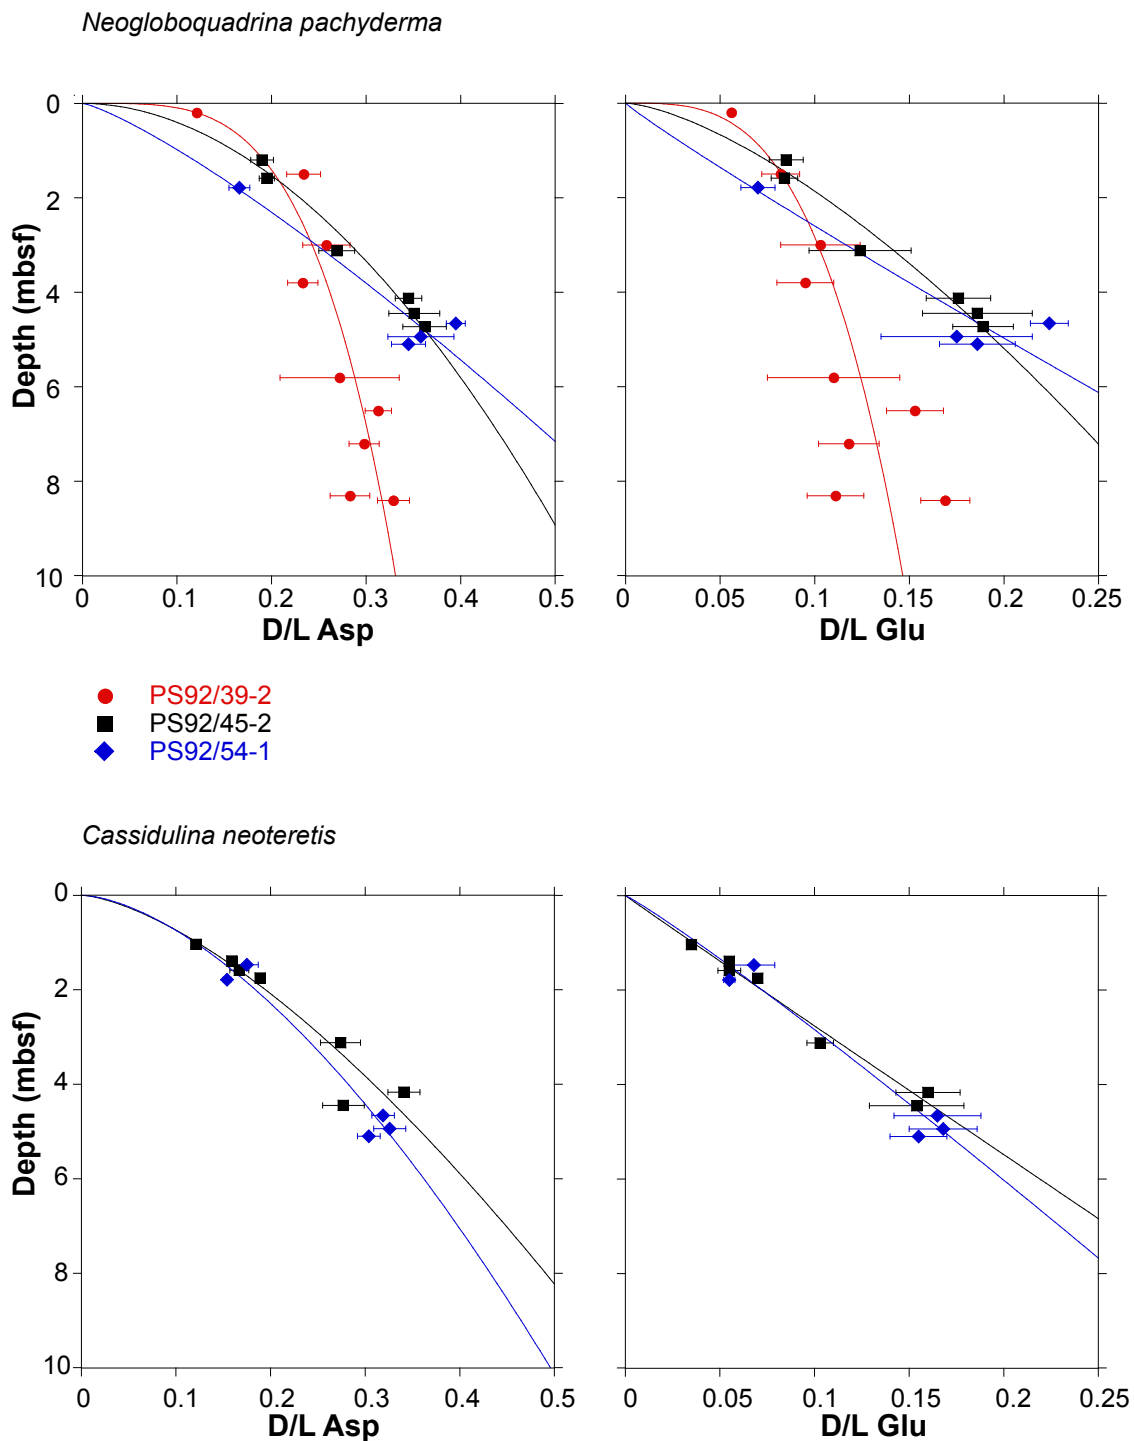 Neogloboquadrina pachyderma
Depth (mbsf)
0
2
4
6
8
10
0 0.1 0.2 0.3 0.4 0.5
D/L Asp
0 0.05 0.1 0.15 0.2 0.25
D/L Glu
PS92/39-2
PS92/45-2
PS92/54-1
Cassidulina neoteretis
Depth (mbsf)
0
2
4
6
8
10
0 0.1 0.2 0.3 0.4 0.5
D/L Asp
0 0.05 0.1 0.15 0.2 0.25
D/L Glu